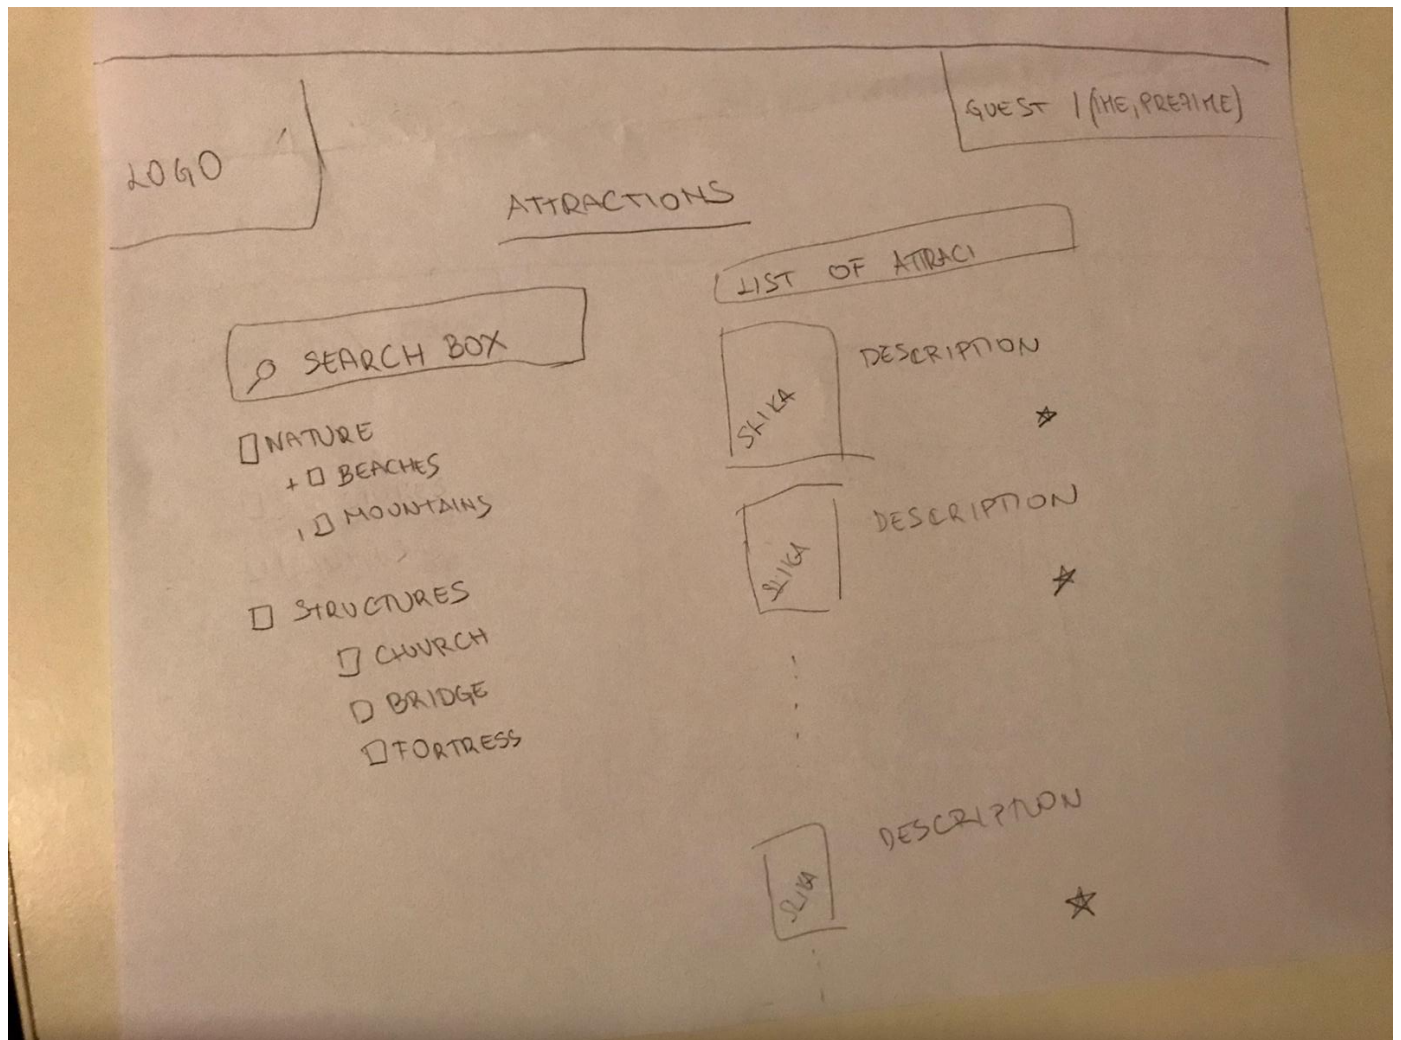 LOGO
GUEST / (IME, PREZIME)
ATTRACTIONS
SEARCH BOX
NATURE
+ BEACHES
MOUNTAINS
STRUCTURES
CHURCH
BRIDGE
FORTRESS
LIST OF ATTRACI
SLIKA
DESCRIPTION
SLIKA
DESCRIPTION
SLIKA
DESCRIPTION